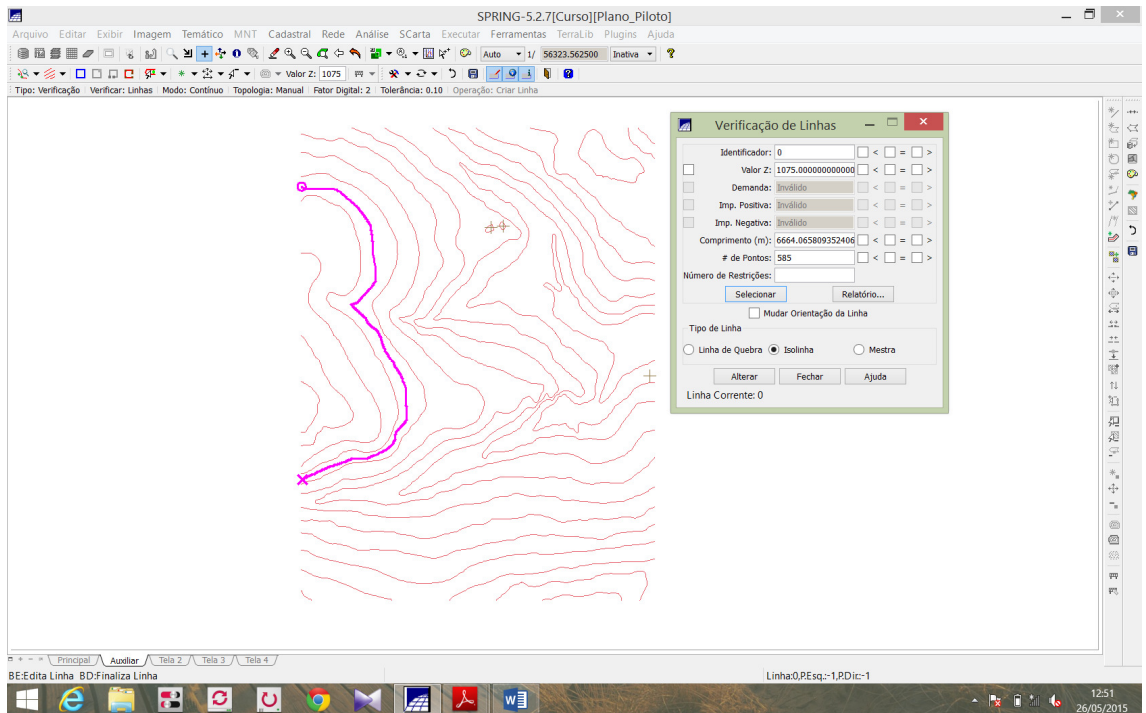 SPRING-5.2.7[Curso][Plano_Piloto]
Arquivo Editar Exibir Imagem Temático MNT Cadastral Rede Análise SCarta Executar Ferramentas TerraLib Plugins Ajuda
Auto 1/ 56323.562500 Inativa
Valor Z: 1075
Tipo: Verificação Verificar: Linhas Modo: Contínuo Topologia: Manual Fator Digital: 2 Tolerância: 0.10 Operação: Criar Linha
Verificação de Linhas
Identificador: 0 < = >
Valor Z: 1075.000000000000 < = >
Demanda: Inválido < = >
Imp. Positiva: Inválido < = >
Imp. Negativa: Inválido < = >
Comprimento (m): 6664.065809352406 < = >
# de Pontos: 585 < = >
Número de Restrições:
Selecionar Relatório...
Mudar Orientação da Linha
Tipo de Linha
Linha de Quebra Isolinha Mestra
Alterar Fechar Ajuda
Linha Corrente: 0
Principal Auxiliar Tela 2 Tela 3 Tela 4
BE:Edita Linha BD:Finaliza Linha Linha:0,P.Esq.:-1,P.Dir.:-1
12:51
26/05/2015